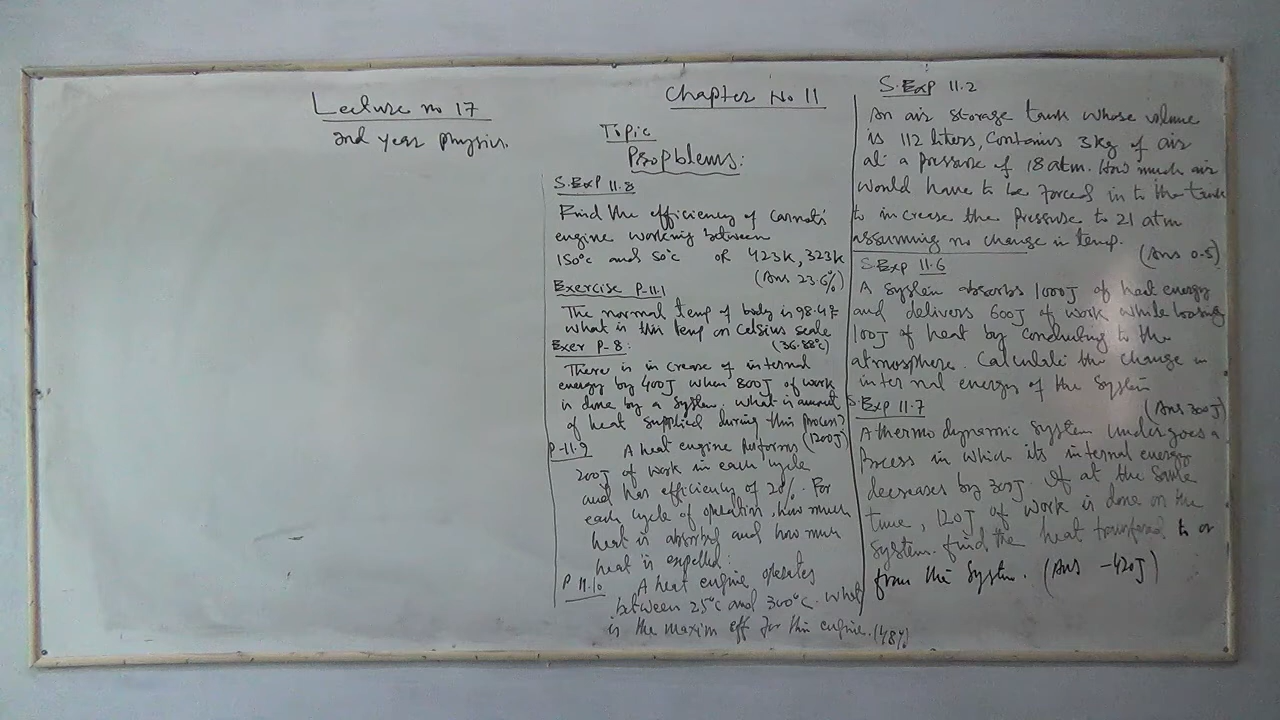 Lecture no 17
2nd year physics.
Chapter No 11
Topic
Proplems:
S.Exp 11.8
Find the efficiency of carnot's
engine working between
150°c and 50°c or 423K, 323K
(Ans 23.6%)
Exercise P-11.1
The normal temp of body is 98.4°F
what is this temp on Celsius scale
(36.88°c)
Exer P-8:
There is increase of internal
energy by 400J when 800J of work
is done by a system. what is amount
of heat supplied during this process?
(1200J)
P-11.9 A heat engine performs
200J of work in each cycle
and has efficiency of 20%. For
each cycle of operation, how much
heat is absorbed and how much
heat is expelled.
P 11.10 A heat engine operates
between 25°c and 300°c. what
is the maxim eff for this engine. (48%)
S.Exp 11.2
An air storage tank whose volume
is 112 liters, Contains 3kg of air
at a pressure of 18 atm. How much air
would have to be forced in to the tank
to increase the pressure to 21 atm
assuming no change in temp.
(Ans 0.5)
S.Exp 11.6
A system absorbs 1000J of heat energy
and delivers 600J of work while loosing
100J of heat by conducting to the
atmosphere. Calculate the change in
internal energy of the system
(Ans 300J)
S.Exp 11.7
A thermo dynamic system undergoes a
Process in which its internal energy
decreases by 300J. If at the same
time, 120J of work is done on the
system. find the heat transferred to or
from the system. (Ans -420J)